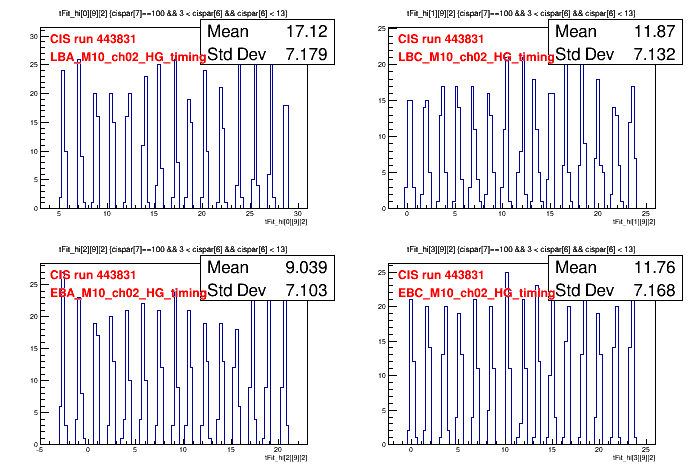 tFit_hi[0][9][2] {cispar[7]==100 && 3 < cispar[6] && cispar[6] < 13}
CIS run 443831
LBA_M10_ch02_HG_timing
Mean 17.12
Std Dev 7.179
30
25
20
15
10
5
0
5 10 15 20 25 30
tFit_hi[0][9][2]
tFit_hi[1][9][2] {cispar[7]==100 && 3 < cispar[6] && cispar[6] < 13}
CIS run 443831
LBC_M10_ch02_HG_timing
Mean 11.87
Std Dev 7.132
25
20
15
10
5
0
0 5 10 15 20 25
tFit_hi[1][9][2]
tFit_hi[2][9][2] {cispar[7]==100 && 3 < cispar[6] && cispar[6] < 13}
CIS run 443831
EBA_M10_ch02_HG_timing
Mean 9.039
Std Dev 7.103
25
20
15
10
5
0
-5 0 5 10 15 20
tFit_hi[2][9][2]
tFit_hi[3][9][2] {cispar[7]==100 && 3 < cispar[6] && cispar[6] < 13}
CIS run 443831
EBC_M10_ch02_HG_timing
Mean 11.76
Std Dev 7.168
25
20
15
10
5
0
0 5 10 15 20 25
tFit_hi[3][9][2]